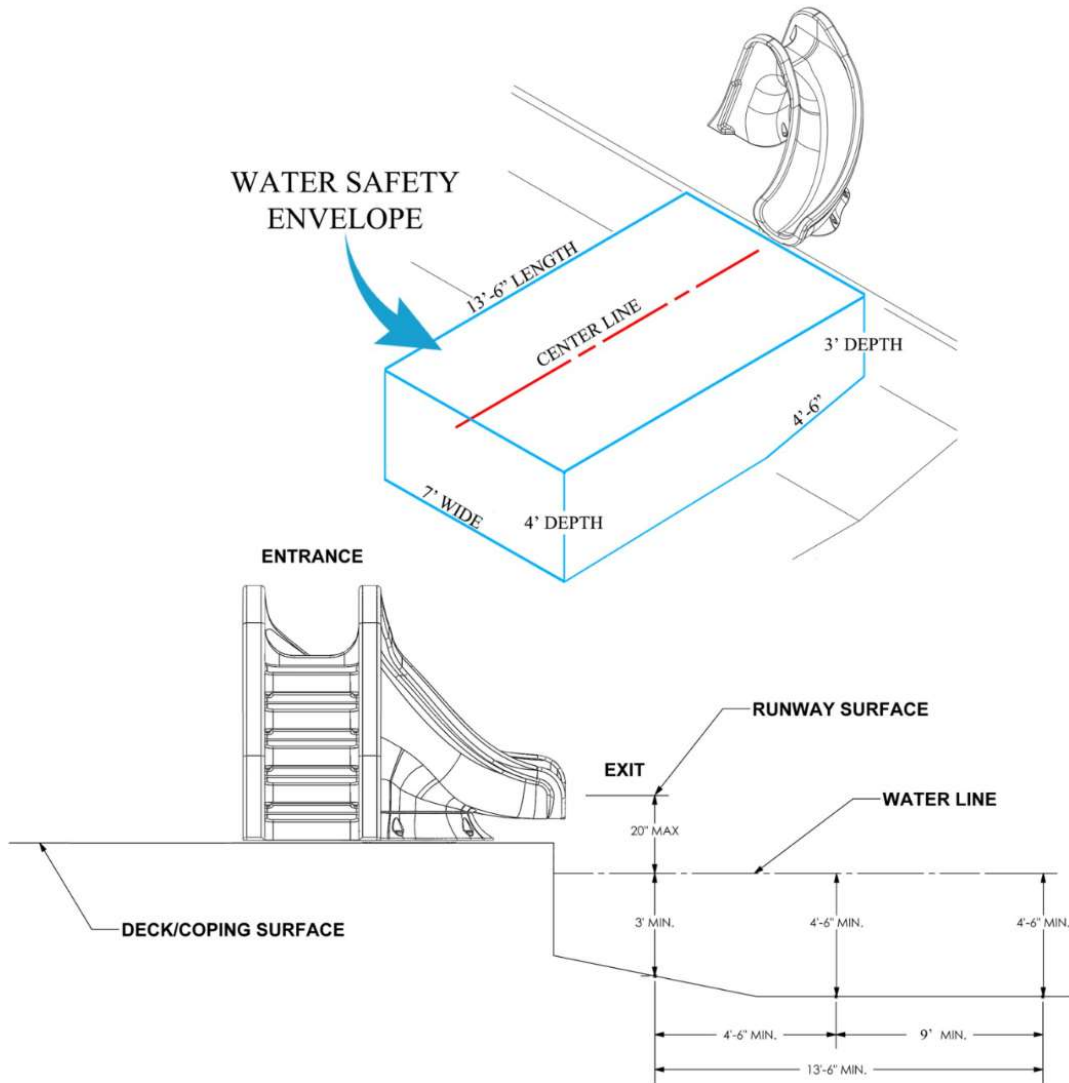 WATER SAFETY
ENVELOPE
13'-6" LENGTH
CENTER LINE
3' DEPTH
4'-6"
7' WIDE
4' DEPTH
ENTRANCE
RUNWAY SURFACE
EXIT
WATER LINE
20" MAX
DECK/COPING SURFACE
3' MIN.
4'-6" MIN.
4'-6" MIN.
4'-6" MIN.
9' MIN.
13'-6" MIN.